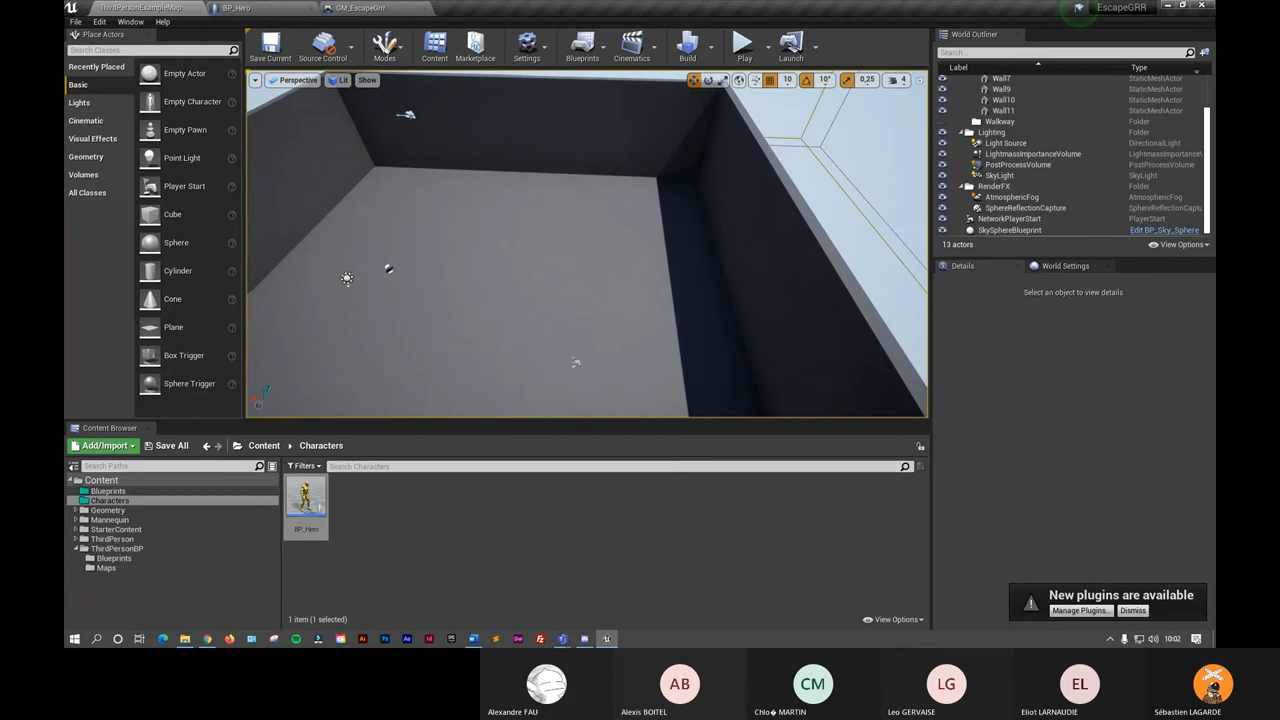 ThirdPersonExampleMap BP_Hero GM_EscapeGrr EscapeGRR
File Edit Window Help
Place Actors
Search Classes
Recently Placed
Basic
Lights
Cinematic
Visual Effects
Geometry
Volumes
All Classes
Empty Actor
Empty Character
Empty Pawn
Point Light
Player Start
Cube
Sphere
Cylinder
Cone
Plane
Box Trigger
Sphere Trigger
Save Current Source Control Modes Content Marketplace Settings Blueprints Cinematics Build Play Launch
Perspective Lit Show 10 10° 0,25 4
World Outliner
Search...
Label Type
Wall7 StaticMeshActor
Wall9 StaticMeshActor
Wall10 StaticMeshActor
Wall11 StaticMeshActor
Walkway Folder
Lighting Folder
Light Source DirectionalLight
LightmassImportanceVolume LightmassImportanceV
PostProcessVolume PostProcessVolume
SkyLight SkyLight
RenderFX Folder
AtmosphericFog AtmosphericFog
SphereReflectionCapture SphereReflectionCaptu
NetworkPlayerStart PlayerStart
SkySphereBlueprint Edit BP_Sky_Sphere
13 actors View Options
Details World Settings
Select an object to view details.
Content Browser
Add/Import Save All Content Characters
Search Paths
Filters Search Characters
Content
Blueprints
Characters
Geometry
Mannequin
StarterContent
ThirdPerson
ThirdPersonBP
Blueprints
Maps
BP_Hero
1 item (1 selected) View Options
New plugins are available
Manage Plugins... Dismiss
10:02
AB CM LG EL
Alexandre FAU Alexis BOITEL Chlo� MARTIN Leo GERVAISE Eliot LARNAUDIE Sébastien LAGARDE